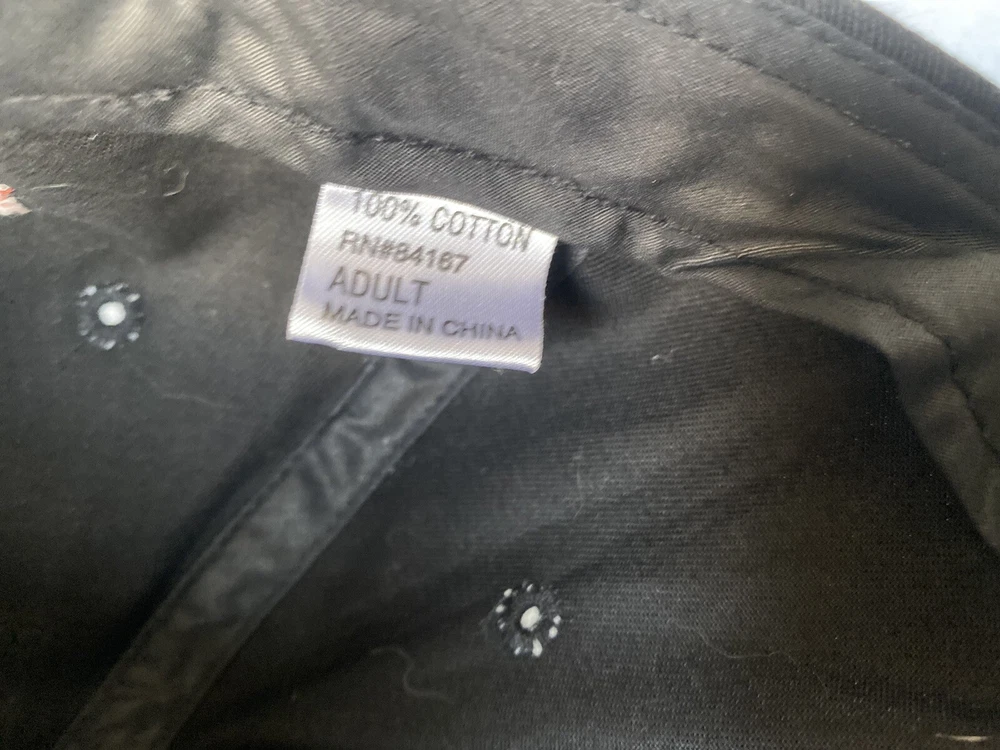 100% COTTON
RN#84167
ADULT
MADE IN CHINA